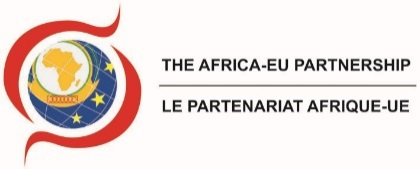 THE AFRICA-EU PARTNERSHIP
LE PARTENARIAT AFRIQUE-UE